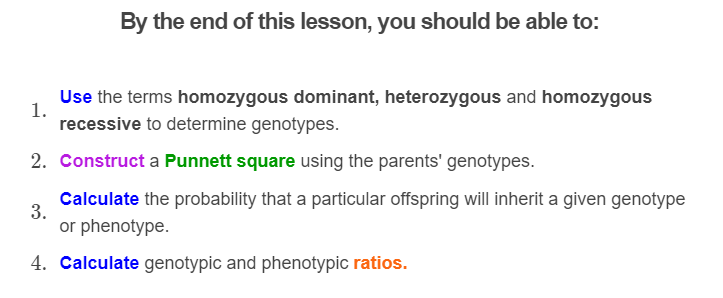 By the end of this lesson, you should be able to:
1. Use the terms homozygous dominant, heterozygous and homozygous
recessive to determine genotypes.
2. Construct a Punnett square using the parents' genotypes.
3. Calculate the probability that a particular offspring will inherit a given genotype
or phenotype.
4. Calculate genotypic and phenotypic ratios.